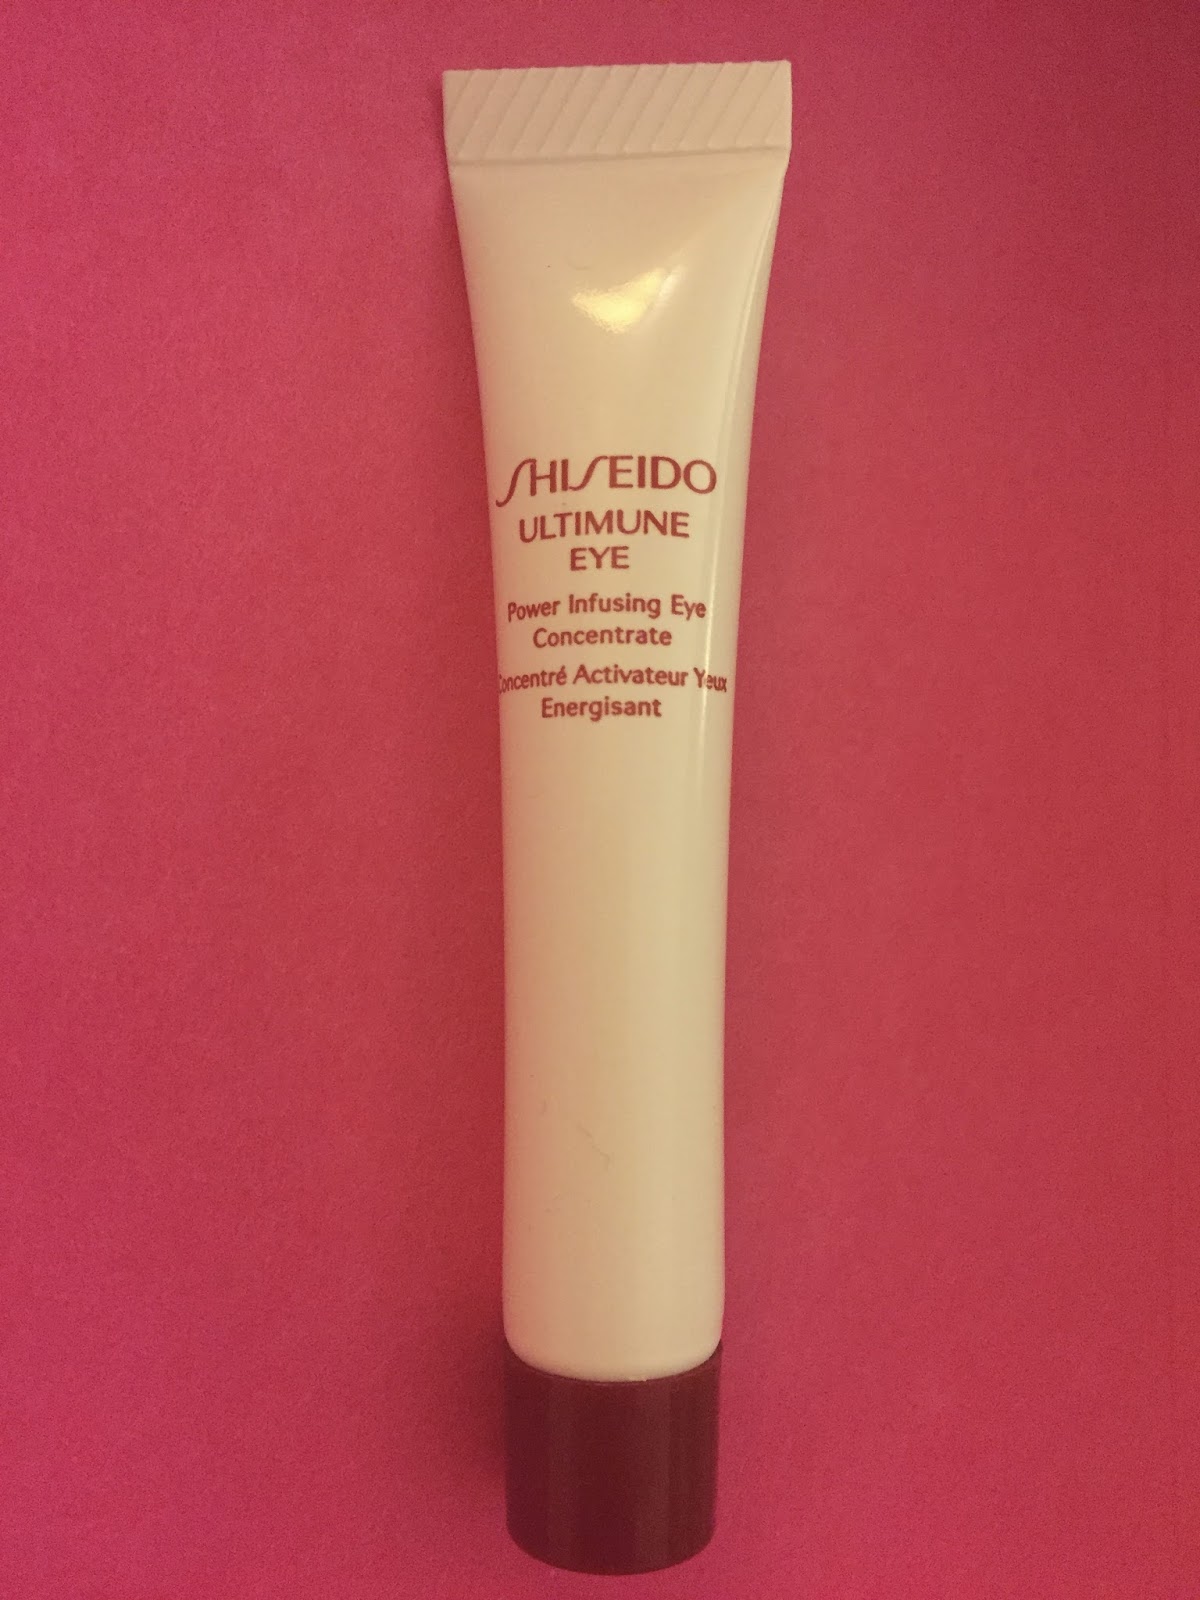 SHISEIDO
ULTIMUNE
EYE
Power Infusing Eye
Concentrate
Concentré Activateur Yeux
Energisant